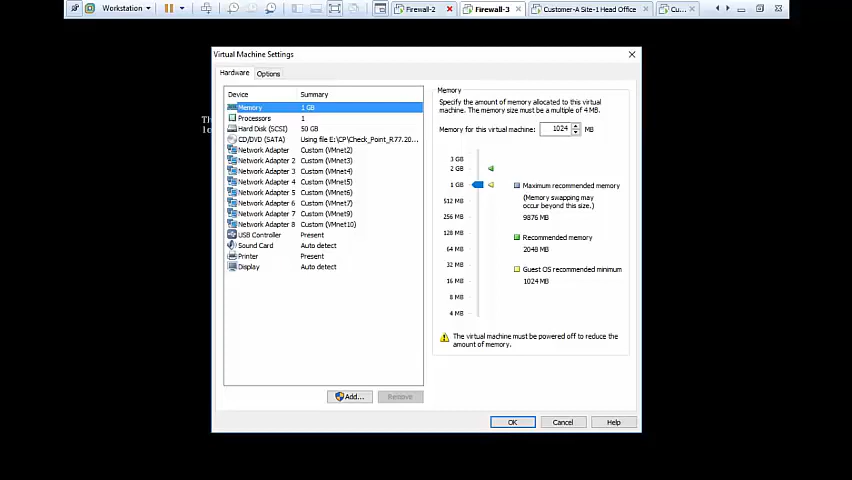 Workstation
Firewall-2
Firewall-3
Customer-A Site-1 Head Office
Cu...
Virtual Machine Settings
Hardware
Options
Device Summary
Memory 1 GB
Processors 1
Hard Disk (SCSI) 50 GB
CD/DVD (SATA) Using file E:\CP\Check_Point_R77.20...
Network Adapter Custom (VMnet2)
Network Adapter 2 Custom (VMnet3)
Network Adapter 3 Custom (VMnet4)
Network Adapter 4 Custom (VMnet5)
Network Adapter 5 Custom (VMnet6)
Network Adapter 6 Custom (VMnet7)
Network Adapter 7 Custom (VMnet9)
Network Adapter 8 Custom (VMnet10)
USB Controller Present
Sound Card Auto detect
Printer Present
Display Auto detect
Add...
Remove
Memory
Specify the amount of memory allocated to this virtual
machine. The memory size must be a multiple of 4 MB.
Memory for this virtual machine: 1024 MB
3 GB
2 GB
1 GB
512 MB
256 MB
128 MB
64 MB
32 MB
16 MB
8 MB
4 MB
Maximum recommended memory
(Memory swapping may
occur beyond this size.)
9876 MB
Recommended memory
2048 MB
Guest OS recommended minimum
1024 MB
The virtual machine must be powered off to reduce the
amount of memory.
OK
Cancel
Help